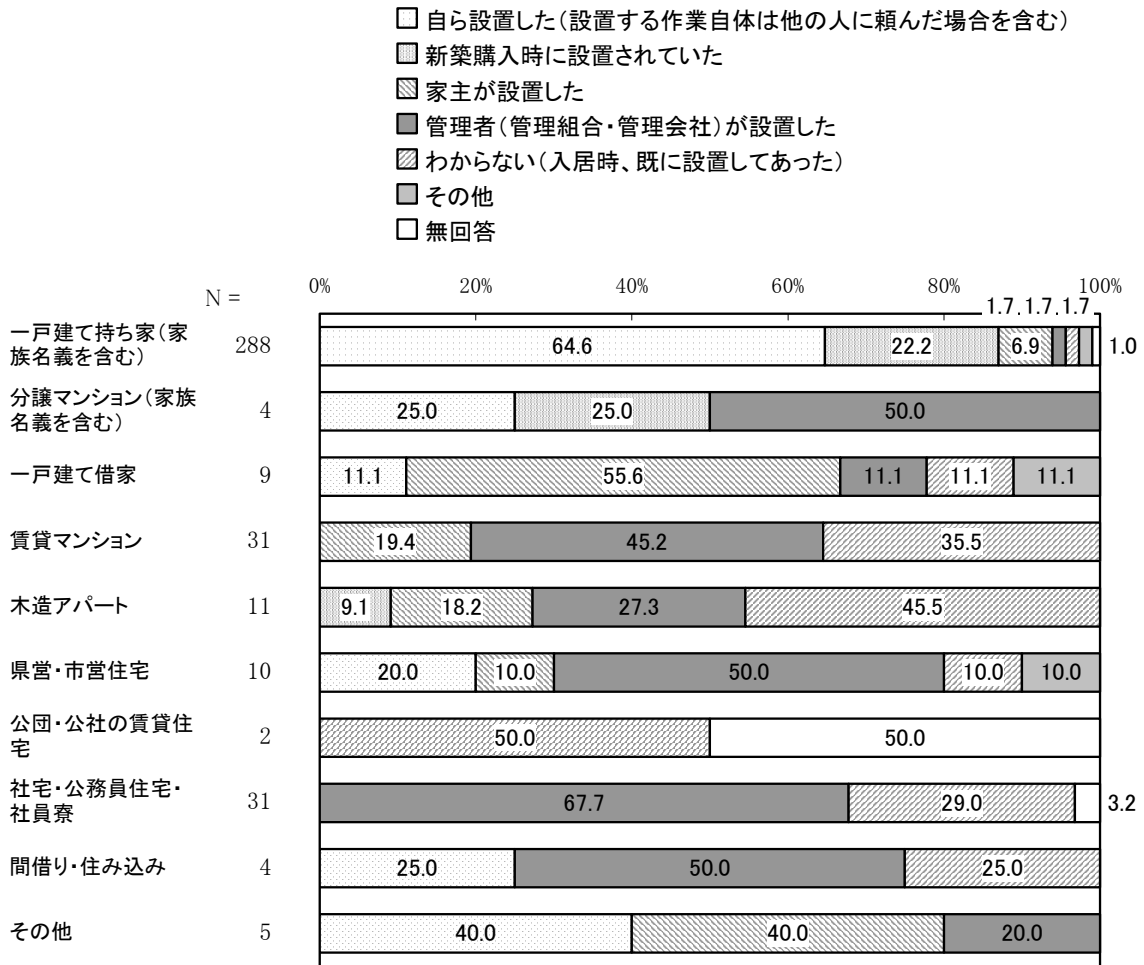 自ら設置した（設置する作業自体は他の人に頼んだ場合を含む）
新築購入時に設置されていた
家主が設置した
管理者（管理組合・管理会社）が設置した
わからない（入居時、既に設置してあった）
その他
無回答
N = 0% 20% 40% 60% 80% 100%
1.7 1.7 1.7
一戸建て持ち家（家
族名義を含む）
288 64.6 22.2 6.9 1.0
分譲マンション（家族
名義を含む）
4 25.0 25.0 50.0
一戸建て借家 9 11.1 55.6 11.1 11.1 11.1
賃貸マンション 31 19.4 45.2 35.5
木造アパート 11 9.1 18.2 27.3 45.5
県営・市営住宅 10 20.0 10.0 50.0 10.0 10.0
公団・公社の賃貸住
宅
2 50.0 50.0
社宅・公務員住宅・
社員寮
31 67.7 29.0 3.2
間借り・住み込み 4 25.0 50.0 25.0
その他 5 40.0 40.0 20.0